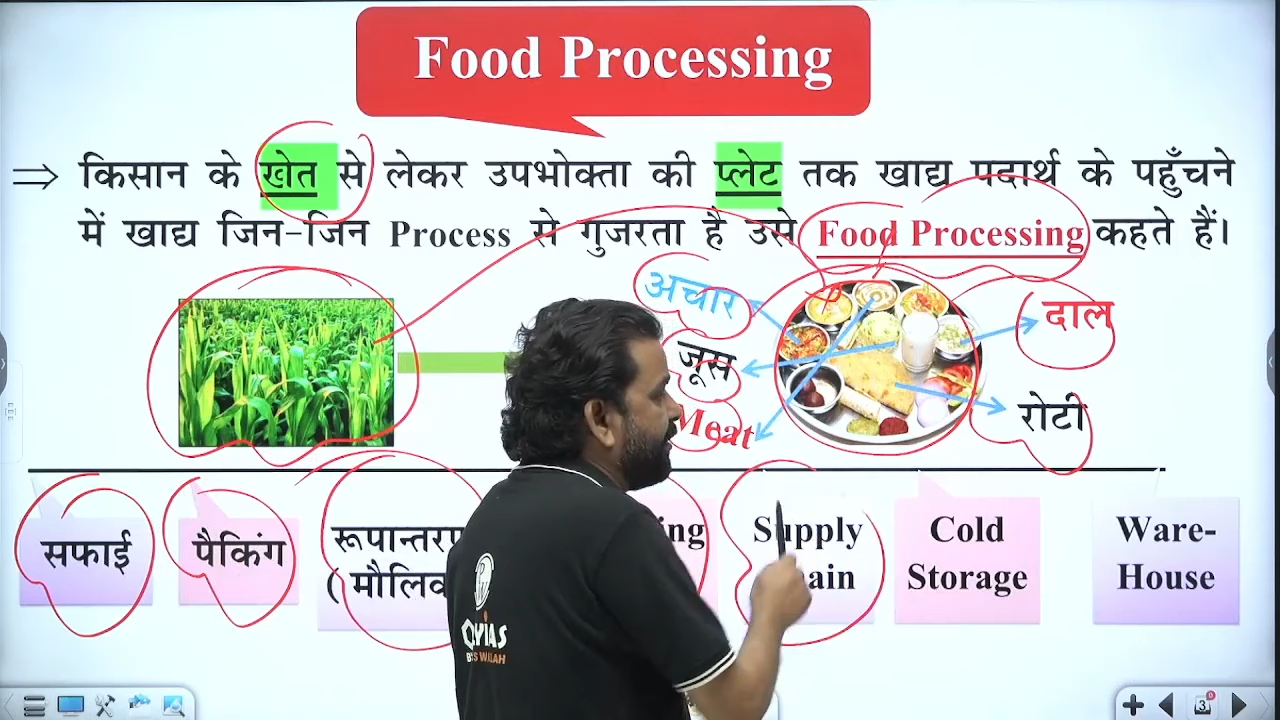 Food Processing
⇒ किसान के खेत से लेकर उपभोक्ता की प्लेट तक खाद्य पदार्थ के पहुँचने
में खाद्य जिन-जिन Process से गुजरता है उसे Food Processing कहते हैं।
अचार
दाल
जूस
रोटी
Meat
सफाई
पैकिंग
Supply
Cold
Storage
Ware-
House
3